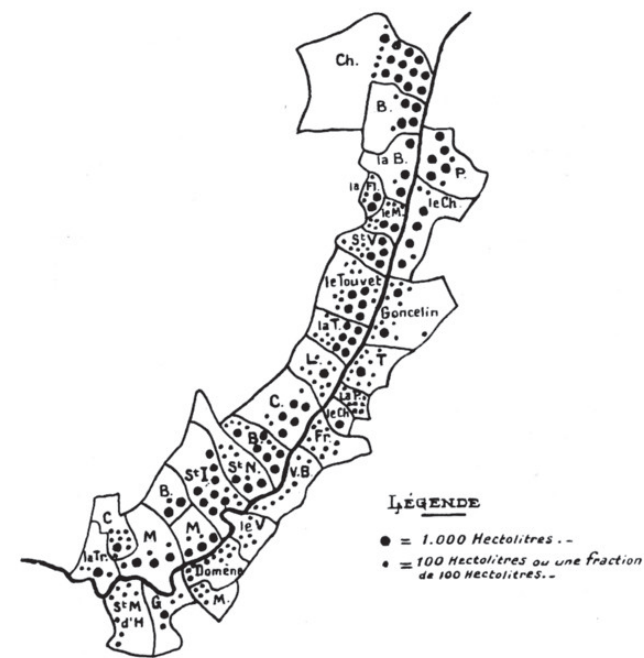 Ch.
B.
la B.
P.
la Fl.
le Ch.
le M.
St V.
le Touvet
Goncelin
la T.
L.
T
C.
la P.
le Ch
B.
Fr.
St N.
St I.
V.B.
B.
C
M
M
le V
la Tr.
Domène
St M
d'H
G
M.
LÉGENDE
= 1.000 Hectolitres. _
= 100 Hectolitres ou une fraction
de 100 Hectolitres. _